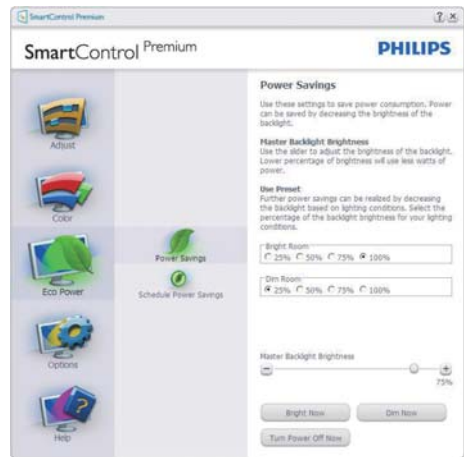 SmartControl Premium
SmartControl Premium
PHILIPS
Adjust
Color
Eco Power
Options
Help
Power Savings
Schedule Power Savings
Power Savings
Use these settings to save power consumption. Power
can be saved by decreasing the brightness of the
backlight.
Master Backlight Brightness
Use the slider to adjust the brightness of the backlight.
Lower percentage of brightness will use less watts of
power.
Use Preset
Further power savings can be realized by decreasing
the backlight based on lighting conditions. Select the
percentage of the backlight brightness for your lighting
conditions.
Bright Room
25% 50% 75% 100%
Dim Room
25% 50% 75% 100%
Master Backlight Brightness
75%
Bright Now
Dim Now
Turn Power Off Now